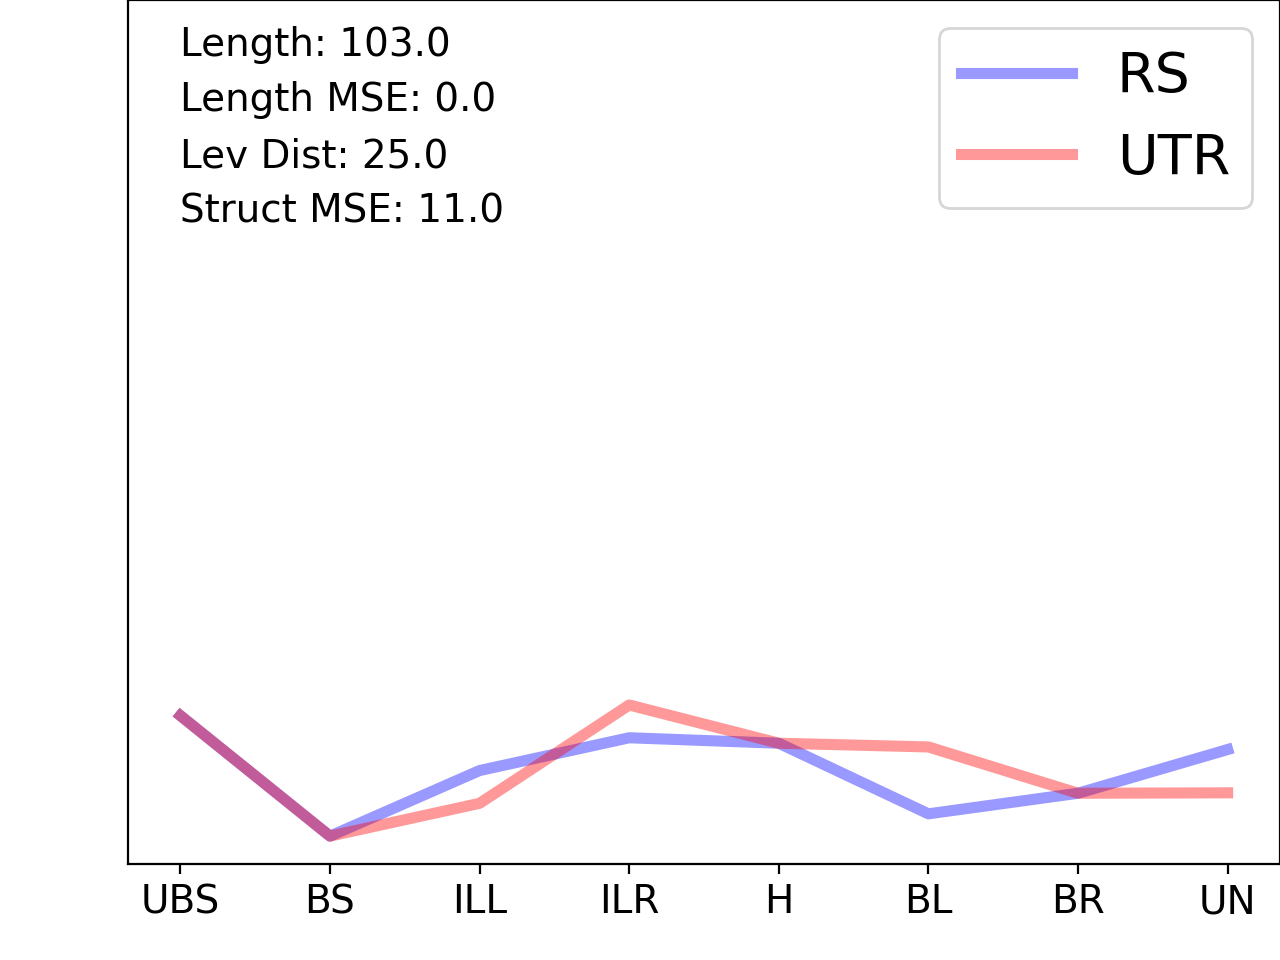 Length: 103.0
Length MSE: 0.0
Lev Dist: 25.0
Struct MSE: 11.0
RS
UTR
UBS BS ILL ILR H BL BR UN